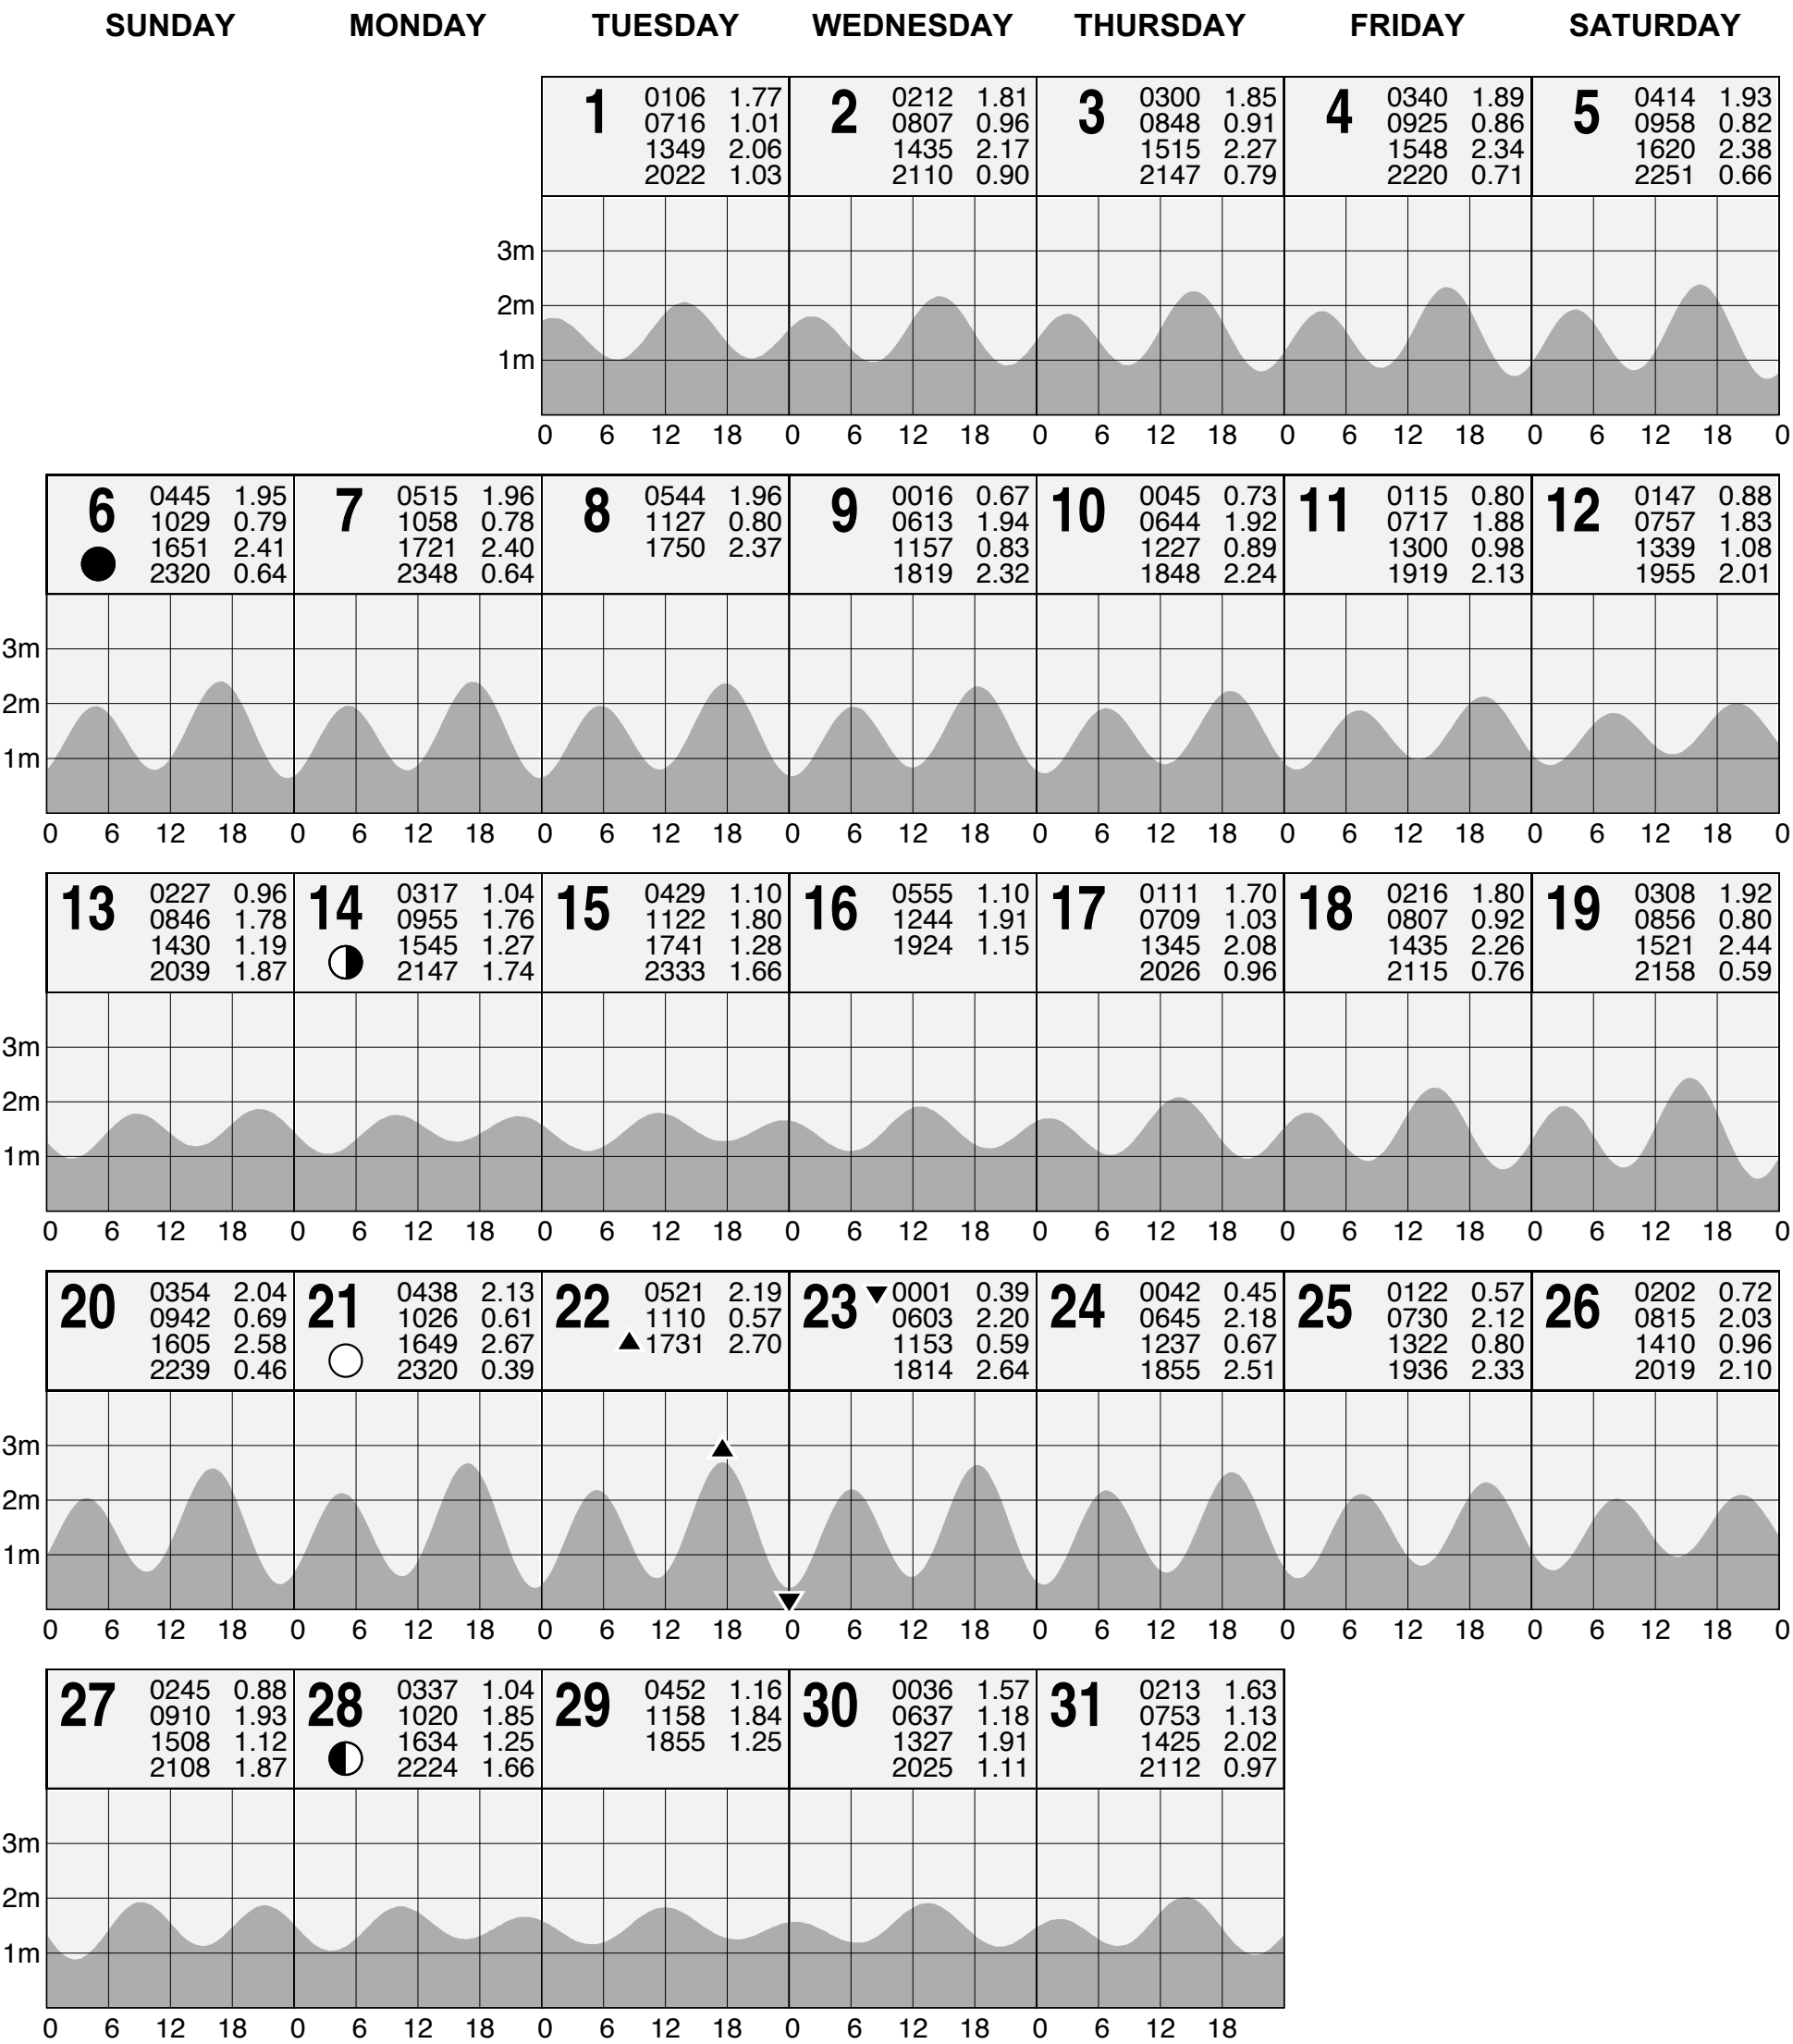 SUNDAY MONDAY TUESDAY WEDNESDAY THURSDAY FRIDAY SATURDAY
1 0106 1.77 2 0212 1.81 3 0300 1.85 4 0340 1.89 5 0414 1.93
0716 1.01 0807 0.96 0848 0.91 0925 0.86 0958 0.82
1349 2.06 1435 2.17 1515 2.27 1548 2.34 1620 2.38
2022 1.03 2110 0.90 2147 0.79 2220 0.71 2251 0.66
3m
2m
1m
0 6 12 18 0 6 12 18 0 6 12 18 0 6 12 18 0 6 12 18 0
6 0445 1.95 7 0515 1.96 8 0544 1.96 9 0016 0.67 10 0045 0.73 11 0115 0.80 12 0147 0.88
1029 0.79 1058 0.78 1127 0.80 0613 1.94 0644 1.92 0717 1.88 0757 1.83
1651 2.41 1721 2.40 1750 2.37 1157 0.83 1227 0.89 1300 0.98 1339 1.08
2320 0.64 2348 0.64 1819 2.32 1848 2.24 1919 2.13 1955 2.01
3m
2m
1m
0 6 12 18 0 6 12 18 0 6 12 18 0 6 12 18 0 6 12 18 0 6 12 18 0 6 12 18 0
13 0227 0.96 14 0317 1.04 15 0429 1.10 16 0555 1.10 17 0111 1.70 18 0216 1.80 19 0308 1.92
0846 1.78 0955 1.76 1122 1.80 1244 1.91 0709 1.03 0807 0.92 0856 0.80
1430 1.19 1545 1.27 1741 1.28 1924 1.15 1345 2.08 1435 2.26 1521 2.44
2039 1.87 2147 1.74 2333 1.66 2026 0.96 2115 0.76 2158 0.59
3m
2m
1m
0 6 12 18 0 6 12 18 0 6 12 18 0 6 12 18 0 6 12 18 0 6 12 18 0 6 12 18 0
20 0354 2.04 21 0438 2.13 22 0521 2.19 23 0001 0.39 24 0042 0.45 25 0122 0.57 26 0202 0.72
0942 0.69 1026 0.61 1110 0.57 0603 2.20 0645 2.18 0730 2.12 0815 2.03
1605 2.58 1649 2.67 1731 2.70 1153 0.59 1237 0.67 1322 0.80 1410 0.96
2239 0.46 2320 0.39 1814 2.64 1855 2.51 1936 2.33 2019 2.10
3m
2m
1m
0 6 12 18 0 6 12 18 0 6 12 18 0 6 12 18 0 6 12 18 0 6 12 18 0 6 12 18 0
27 0245 0.88 28 0337 1.04 29 0452 1.16 30 0036 1.57 31 0213 1.63
0910 1.93 1020 1.85 1158 1.84 0637 1.18 0753 1.13
1508 1.12 1634 1.25 1855 1.25 1327 1.91 1425 2.02
2108 1.87 2224 1.66 2025 1.11 2112 0.97
3m
2m
1m
0 6 12 18 0 6 12 18 0 6 12 18 0 6 12 18 0 6 12 18